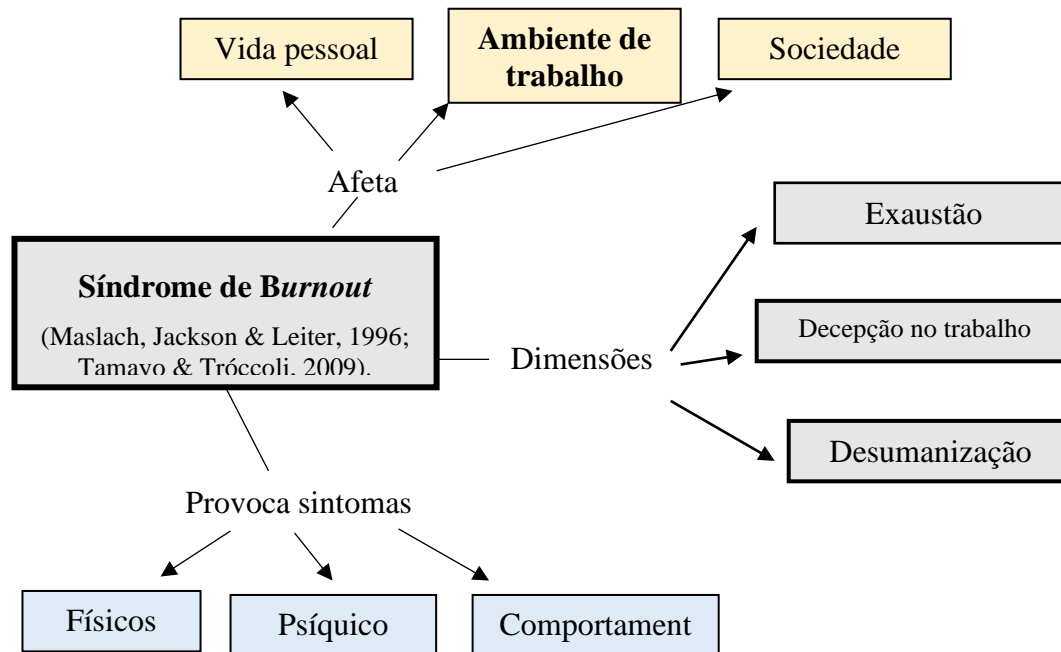 Vida pessoal
Ambiente de
trabalho
Sociedade
Afeta
Exaustão
Síndrome de Burnout
(Maslach, Jackson & Leiter, 1996;
Tamayo & Tróccoli, 2009).
Dimensões
Decepção no trabalho
Desumanização
Provoca sintomas
Físicos
Psíquico
Comportament